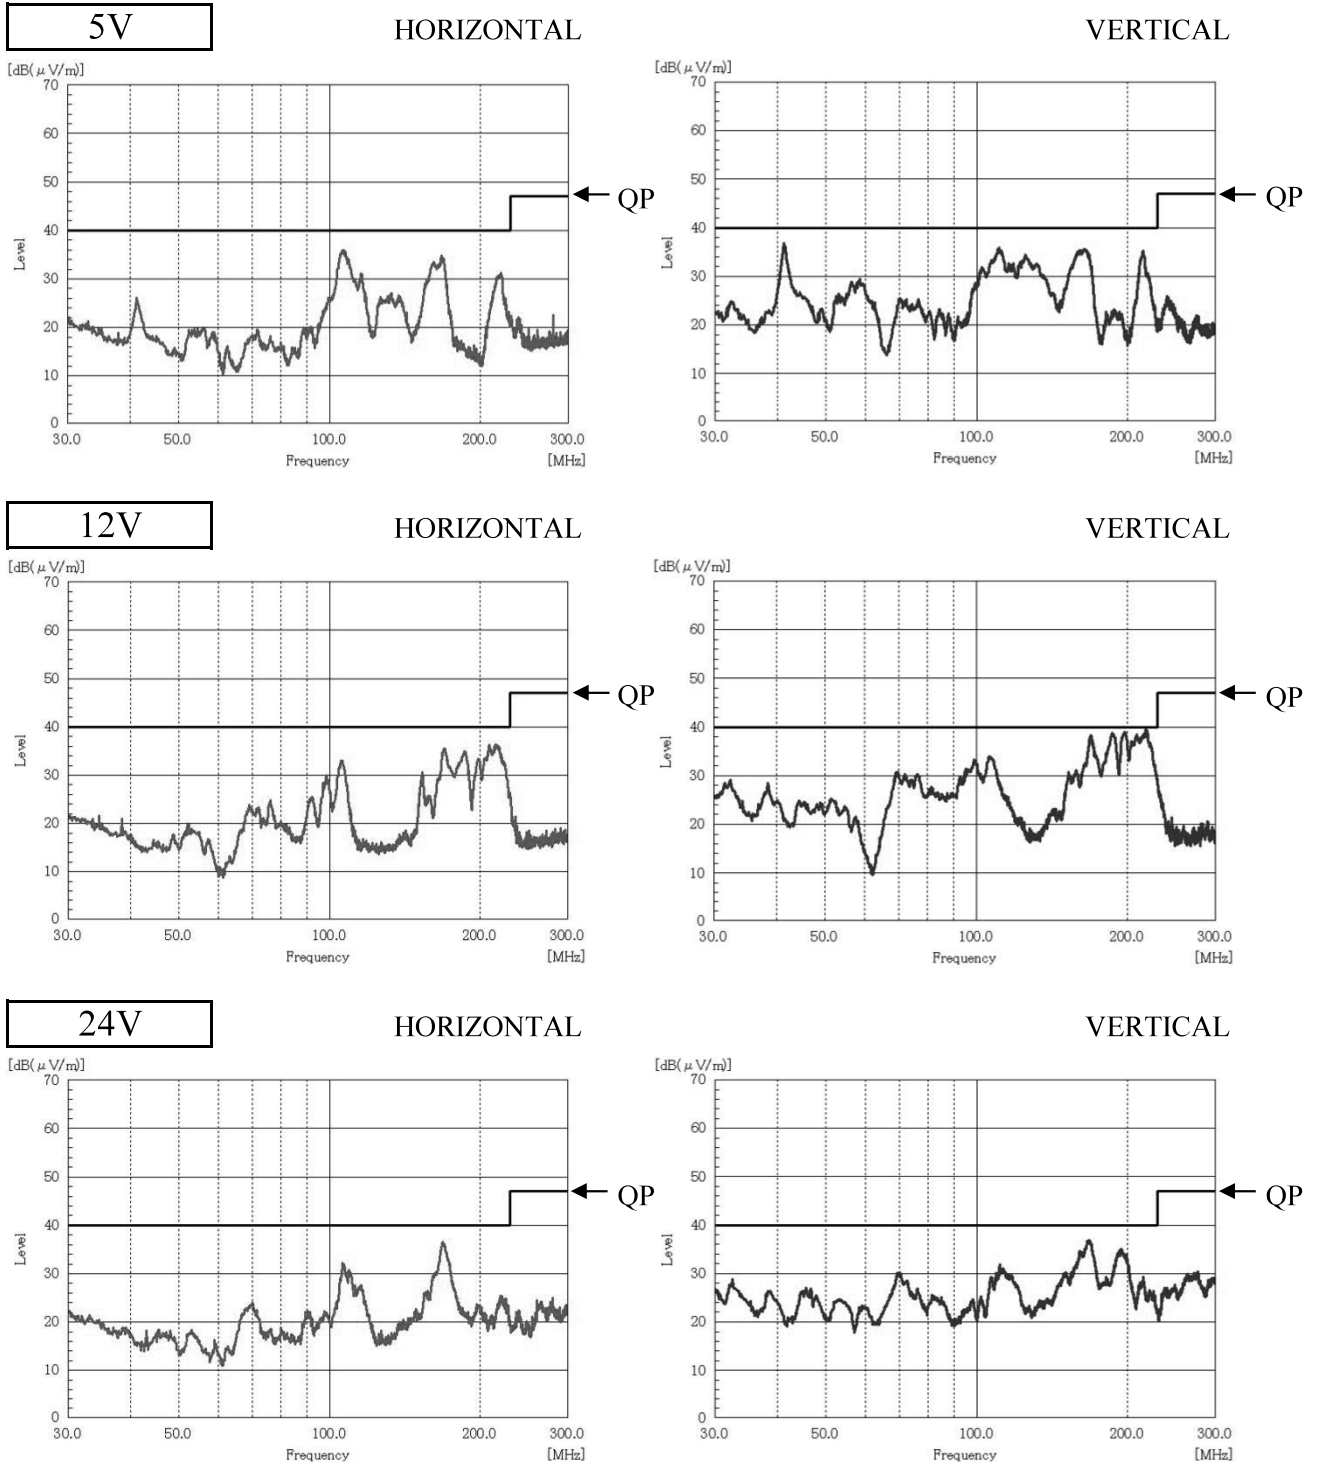 5V HORIZONTAL VERTICAL
[dB(μV/m)] [dB(μV/m)]
70 70
60 60
50 50
QP QP
40 40
Level Level
30 30
20 20
10 10
0 0
30.0 50.0 100.0 200.0 300.0 30.0 50.0 100.0 200.0 300.0
Frequency [MHz] Frequency [MHz]
12V HORIZONTAL VERTICAL
[dB(μV/m)] [dB(μV/m)]
70 70
60 60
50 50
QP QP
40 40
Level Level
30 30
20 20
10 10
0 0
30.0 50.0 100.0 200.0 300.0 30.0 50.0 100.0 200.0 300.0
Frequency [MHz] Frequency [MHz]
24V HORIZONTAL VERTICAL
[dB(μV/m)] [dB(μV/m)]
70 70
60 60
50 50
QP QP
40 40
Level Level
30 30
20 20
10 10
0 0
30.0 50.0 100.0 200.0 300.0 30.0 50.0 100.0 200.0 300.0
Frequency [MHz] Frequency [MHz]